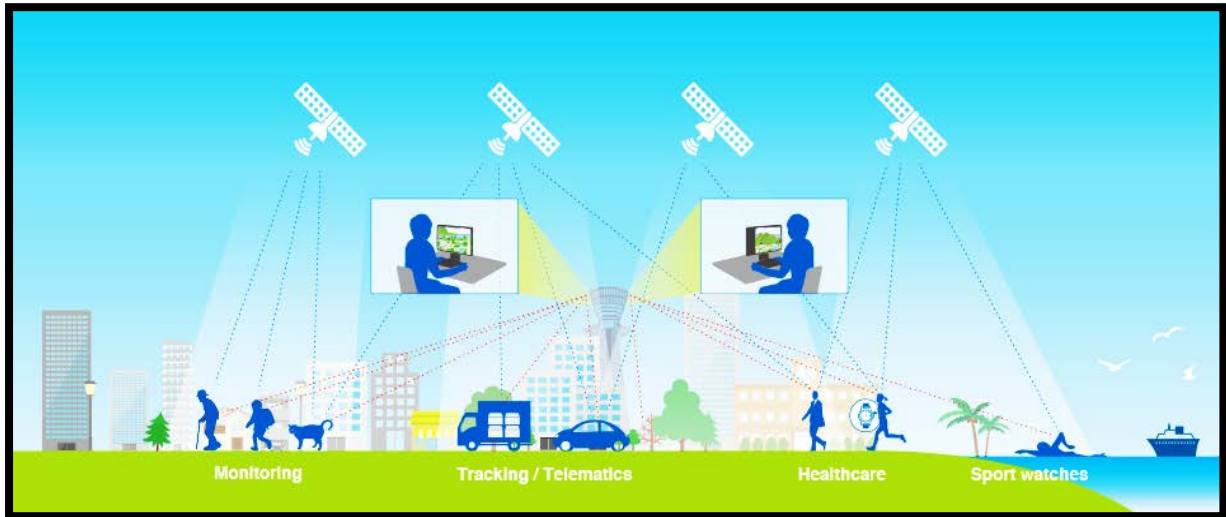 Monitoring
Tracking / Telematics
Healthcare
Sport watches